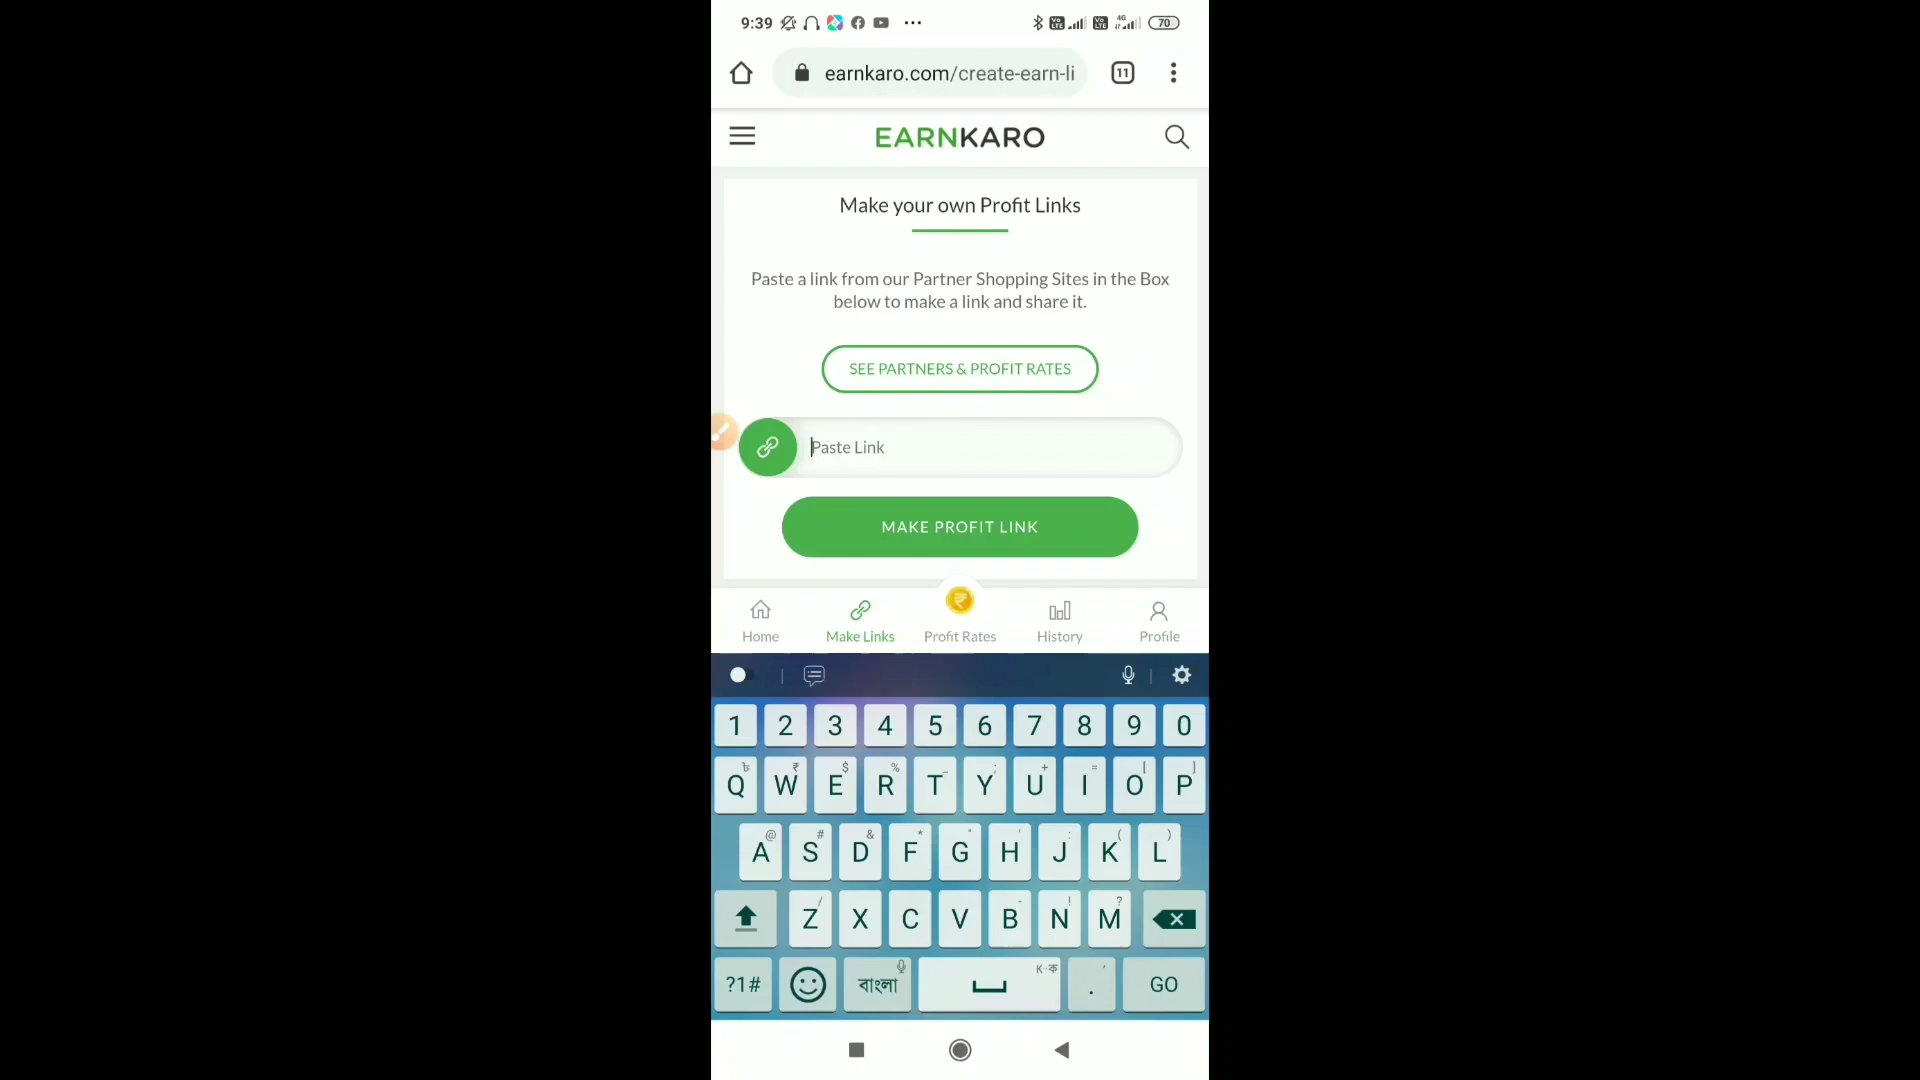 9:39 70
earnkaro.com/create-earn-li 11
EARNKARO
Make your own Profit Links
Paste a link from our Partner Shopping Sites in the Box
below to make a link and share it.
SEE PARTNERS & PROFIT RATES
Paste Link
MAKE PROFIT LINK
Home Make Links Profit Rates History Profile
1 2 3 4 5 6 7 8 9 0
Q W E R T Y U I O P
A S D F G H J K L
Z X C V B N M
?1# বাংলা . GO